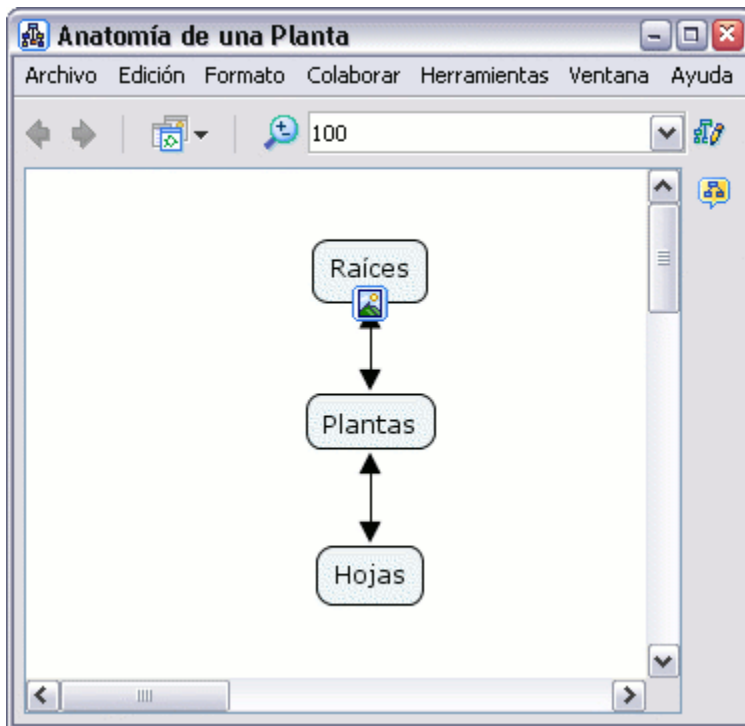 Anatomía de una Planta
Archivo Edición Formato Colaborar Herramientas Ventana Ayuda
100
Raíces
Plantas
Hojas